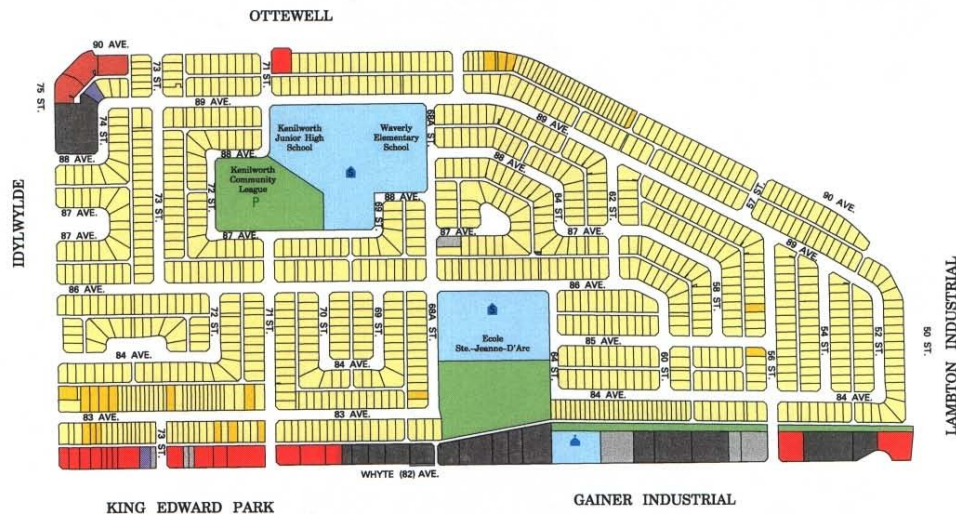 OTTEWELL
90 AVE.
75 ST.
73 ST.
71 ST.
89 AVE.
74 ST.
Kenilworth
Junior High
School
Waverly
Elementary
School
68A ST.
89 AVE.
88 AVE.
88 AVE.
88 AVE.
Kenilworth
Community
League
P
S
73 ST.
72 ST.
69 ST.
88 AVE.
64 ST.
62 ST.
57 ST.
90 AVE.
87 AVE.
87 AVE.
87 AVE.
87 AVE.
87 AVE.
89 AVE.
IDYLWYLDE
86 AVE.
86 AVE.
58 ST.
S
Ecole
Ste.-Jeanne-D'Arc
72 ST.
71 ST.
70 ST.
69 ST.
68A ST.
64 ST.
85 AVE.
60 ST.
56 ST.
54 ST.
52 ST.
50 ST.
LAMBTON INDUSTRIAL
84 AVE.
84 AVE.
84 AVE.
84 AVE.
83 AVE.
83 AVE.
73 ST.
WHYTE (82) AVE.
KING EDWARD PARK
GAINER INDUSTRIAL